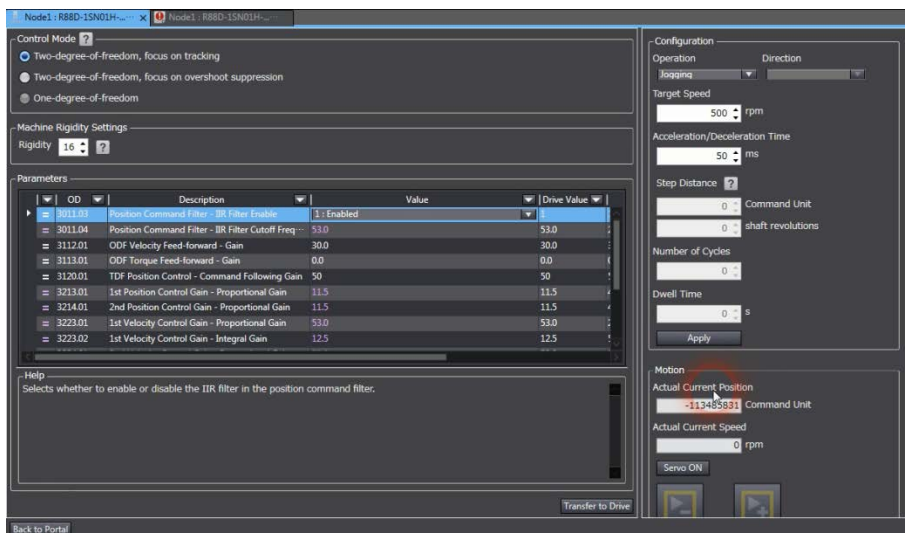 Node1 : R88D-1SN01H-...··· x
Node1 : R88D-1SN01H-...···
Control Mode ?
Two-degree-of-freedom, focus on tracking
Two-degree-of-freedom, focus on overshoot suppression
One-degree-of-freedom
Machine Rigidity Settings
Rigidity 16 ?
Parameters
OD Description Value Drive Value
= 3011.03 Position Command Filter - IIR Filter Enable 1 : Enabled 1
= 3011.04 Position Command Filter - IIR Filter Cutoff Freq··· 53.0 53.0
= 3112.01 ODF Velocity Feed-forward - Gain 30.0 30.0
= 3113.01 ODF Torque Feed-forward - Gain 0.0 0.0
= 3120.01 TDF Position Control - Command Following Gain 50 50
= 3213.01 1st Position Control Gain - Proportional Gain 11.5 11.5
= 3214.01 2nd Position Control Gain - Proportional Gain 11.5 11.5
= 3223.01 1st Velocity Control Gain - Proportional Gain 53.0 53.0
= 3223.02 1st Velocity Control Gain - Integral Gain 12.5 12.5
Help
Selects whether to enable or disable the IIR filter in the position command filter.
Transfer to Drive
Back to Portal
Configuration
Operation Direction
Jogging
Target Speed
500 rpm
Acceleration/Deceleration Time
50 ms
Step Distance ?
0 Command Unit
0 shaft revolutions
Number of Cycles
0
Dwell Time
0 s
Apply
Motion
Actual Current Position
-113485831 Command Unit
Actual Current Speed
0 rpm
Servo ON